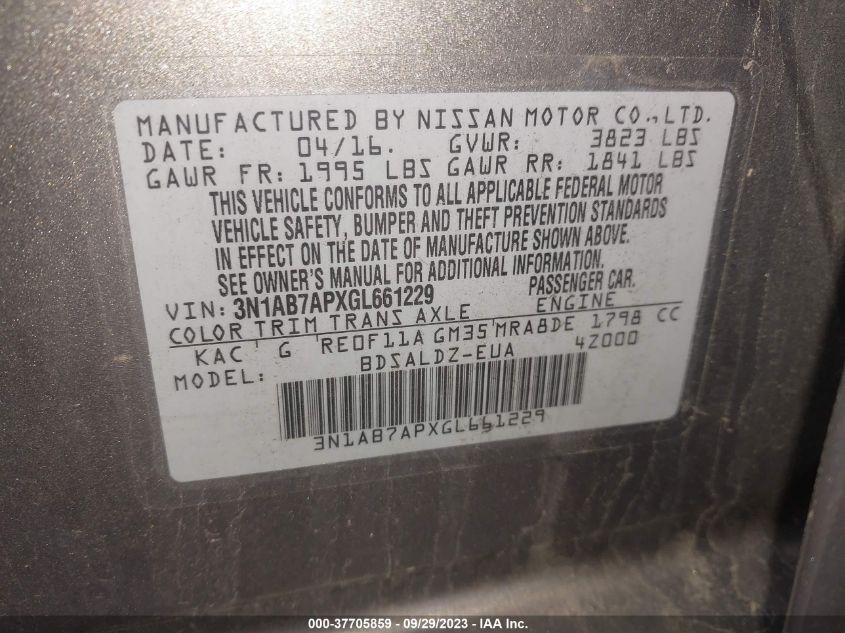 MANUFACTURED BY NISSAN MOTOR CO., LTD.
DATE: 04/16. GVWR: 3823 LBS
GAWR FR: 1995 LBS GAWR RR: 1841 LBS
THIS VEHICLE CONFORMS TO ALL APPLICABLE FEDERAL MOTOR
VEHICLE SAFETY, BUMPER AND THEFT PREVENTION STANDARDS
IN EFFECT ON THE DATE OF MANUFACTURE SHOWN ABOVE.
SEE OWNER'S MANUAL FOR ADDITIONAL INFORMATION.
VIN: 3N1AB7APXGL661229 PASSENGER CAR.
COLOR TRIM TRANS AXLE ENGINE
KAC G RE0F11A GM35 MRA8DE 1798 CC
MODEL: BDSALDZ-EUA 4Z000
3N1AB7APXGL661229
000-37705859 - 09/29/2023 - IAA Inc.